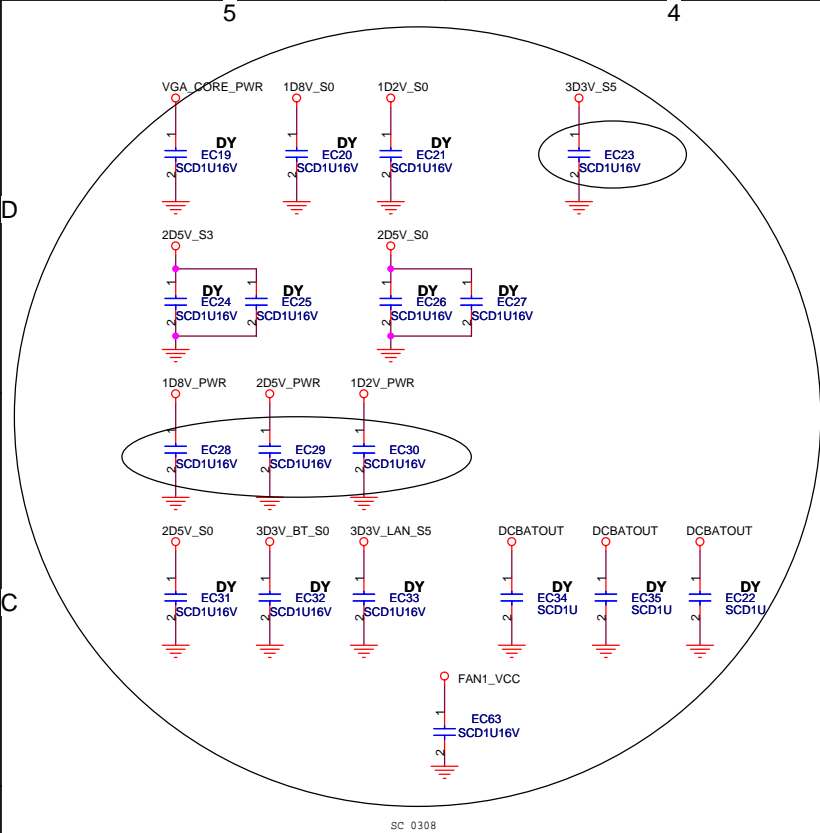 5 4
VGA_CORE_PWR 1D8V_S0 1D2V_S0 3D3V_S5
1 1 1 1
DY DY DY
EC19 EC20 EC21 EC23
SCD1U16V SCD1U16V SCD1U16V SCD1U16V
2 2 2 2
D
2D5V_S3 2D5V_S0
1 1 1 1
DY DY DY DY
EC24 EC25 EC26 EC27
SCD1U16V SCD1U16V SCD1U16V SCD1U16V
2 2 2 2
1D8V_PWR 2D5V_PWR 1D2V_PWR
1 1 1
EC28 EC29 EC30
SCD1U16V SCD1U16V SCD1U16V
2 2 2
2D5V_S0 3D3V_BT_S0 3D3V_LAN_S5 DCBATOUT DCBATOUT DCBATOUT
1 1 1 1 1 1
DY DY DY DY DY DY
C
EC31 EC32 EC33 EC34 EC35 EC22
SCD1U16V SCD1U16V SCD1U16V SCD1U SCD1U SCD1U
2 2 2 2 2 2
FAN1_VCC
1
EC63
SCD1U16V
2
SC 0308